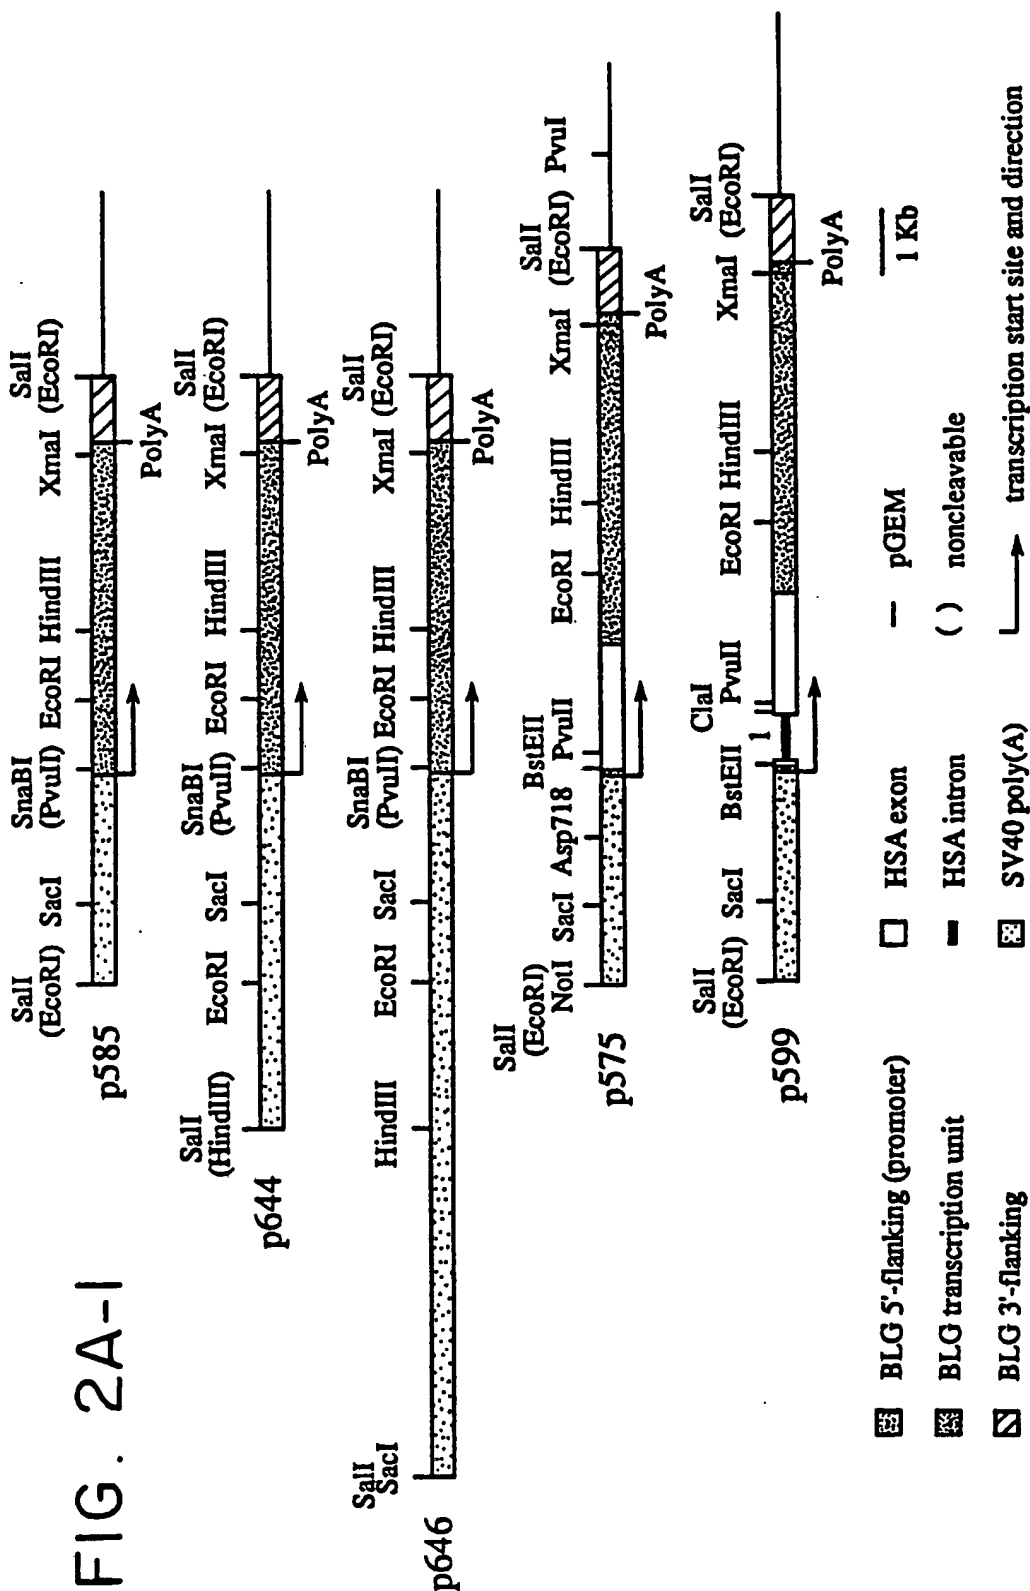 FIG. 2A-1
SalI SnaBI SalI
(EcoRI) SacI (PvuII) EcoRI HindIII XmaI (EcoRI)
p585
PolyA
SalI SnaBI SalI
(HindIII) EcoRI SacI (PvuII) EcoRI HindIII XmaI (EcoRI)
p644
PolyA
SalI SnaBI SalI
SacI HindIII EcoRI SacI (PvuII) EcoRI HindIII XmaI (EcoRI)
p646
PolyA
SalI
(EcoRI) BstEII SalI
NotI SacI Asp718 PvuII EcoRI HindIII XmaI (EcoRI) PvuI
p575
PolyA
SalI ClaI SalI
(EcoRI) SacI BstEII 1 PvuII EcoRI HindIII XmaI (EcoRI)
p599
PolyA
BLG 5'-flanking (promoter) HSA exon pGEM 1 Kb
BLG transcription unit HSA intron ( ) noncleavable
BLG 3'-flanking SV40 poly(A) transcription start site and direction